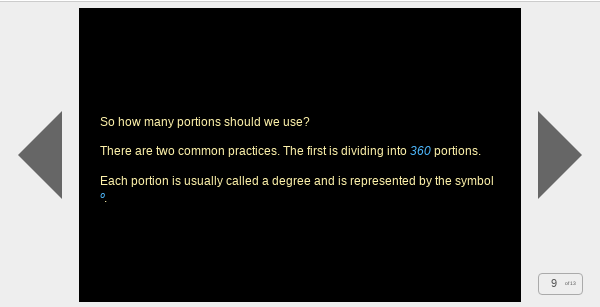 So how many portions should we use?
There are two common practices. The first is dividing into 360 portions.
Each portion is usually called a degree and is represented by the symbol
º.
9 of 13